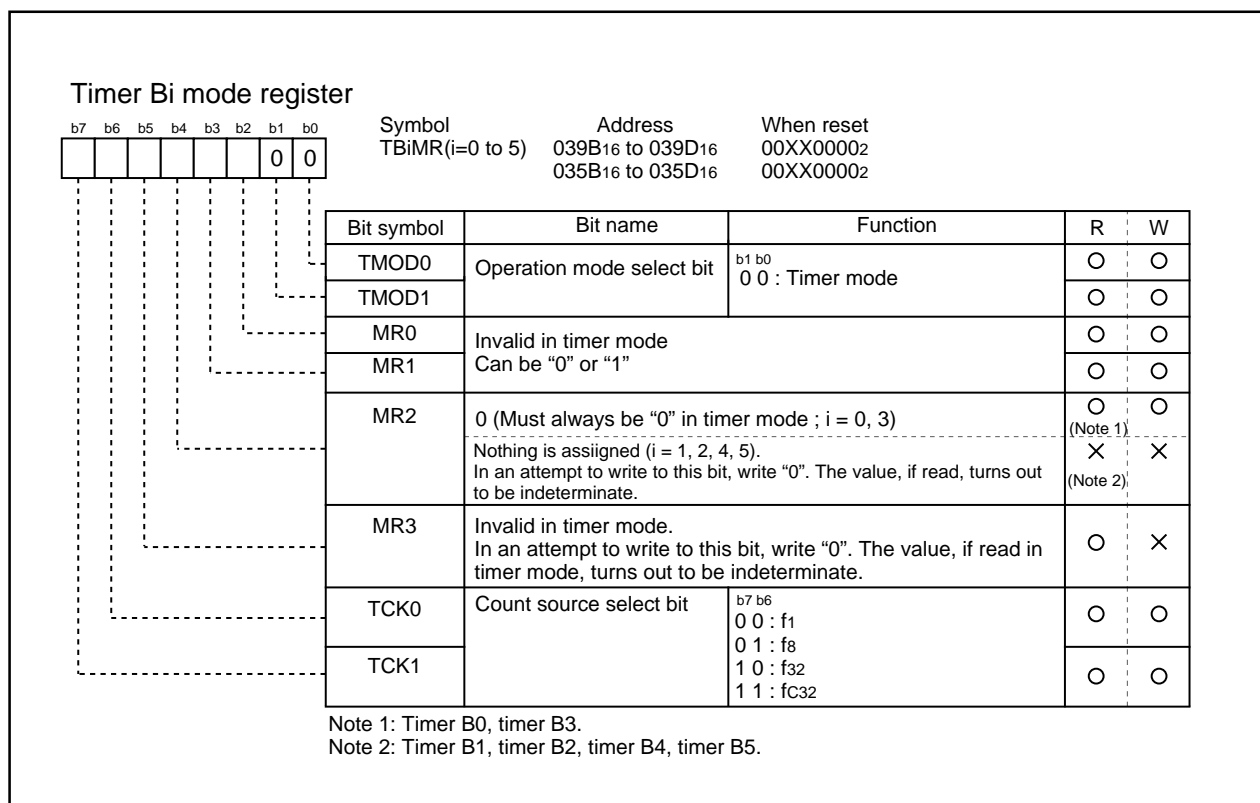 Timer Bi mode register
b7 b6 b5 b4 b3 b2 b1 b0
0 0
Symbol Address When reset
TBiMR(i=0 to 5) 039B16 to 039D16 00XX00002
035B16 to 035D16 00XX00002
Bit symbol Bit name Function R W
TMOD0 Operation mode select bit b1 b0
0 0 : Timer mode
TMOD1
MR0 Invalid in timer mode
MR1 Can be “0” or “1”
MR2 0 (Must always be “0” in timer mode ; i = 0, 3)
(Note 1)
Nothing is assiigned (i = 1, 2, 4, 5).
In an attempt to write to this bit, write “0”. The value, if read, turns out
to be indeterminate.
(Note 2)
MR3 Invalid in timer mode.
In an attempt to write to this bit, write “0”. The value, if read in
timer mode, turns out to be indeterminate.
TCK0 Count source select bit b7 b6
0 0 : f1
0 1 : f8
TCK1 1 0 : f32
1 1 : fC32
Note 1: Timer B0, timer B3.
Note 2: Timer B1, timer B2, timer B4, timer B5.